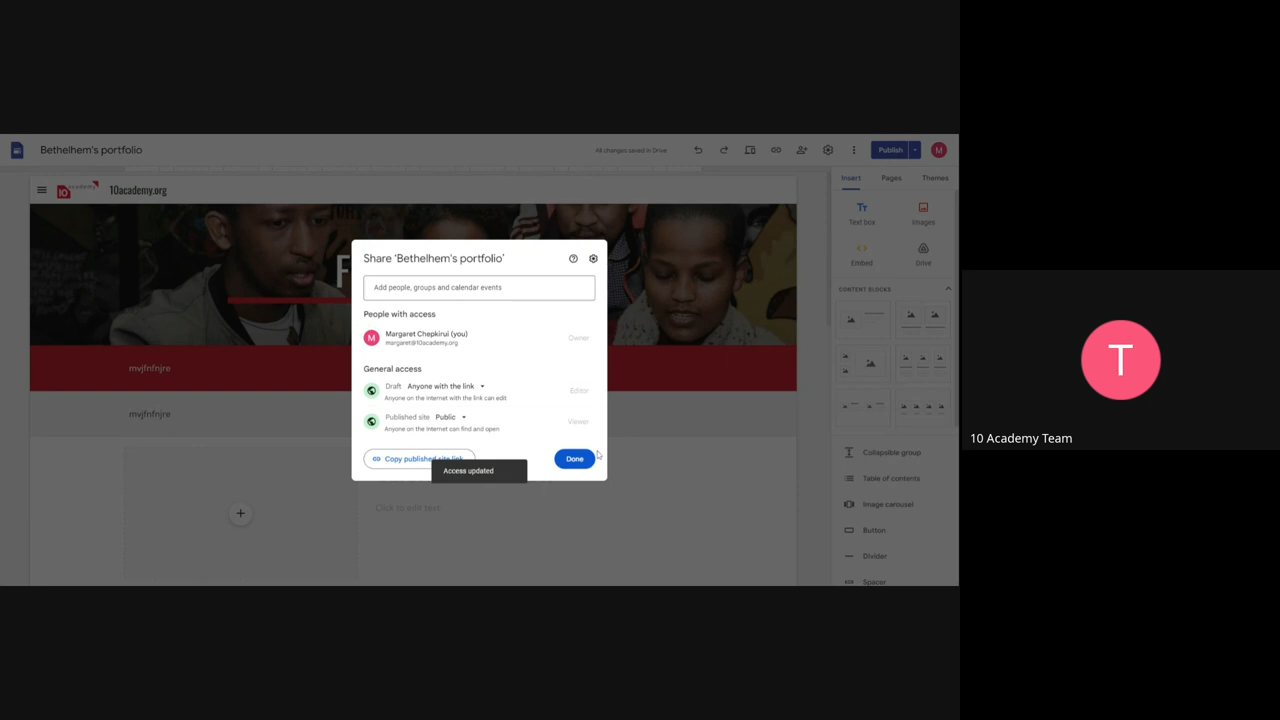 Bethelhem's portfolio
All changes saved in Drive
Publish
M
10 academy
10academy.org
Insert
Pages
Themes
Text box
Images
Embed
Drive
CONTENT BLOCKS
Share 'Bethelhem's portfolio'
Add people, groups and calendar events
People with access
M
Margaret Chepkirui (you)
margaret@10academy.org
Owner
General access
Draft Anyone with the link
Anyone on the Internet with the link can edit
Editor
Published site Public
Anyone on the Internet can find and open
Viewer
Copy published site link
Done
Access updated
F
mvjfnfnjre
mvjfnfnjre
Click to edit text
Collapsible group
Table of contents
Image carousel
Button
Divider
Spacer
T
10 Academy Team